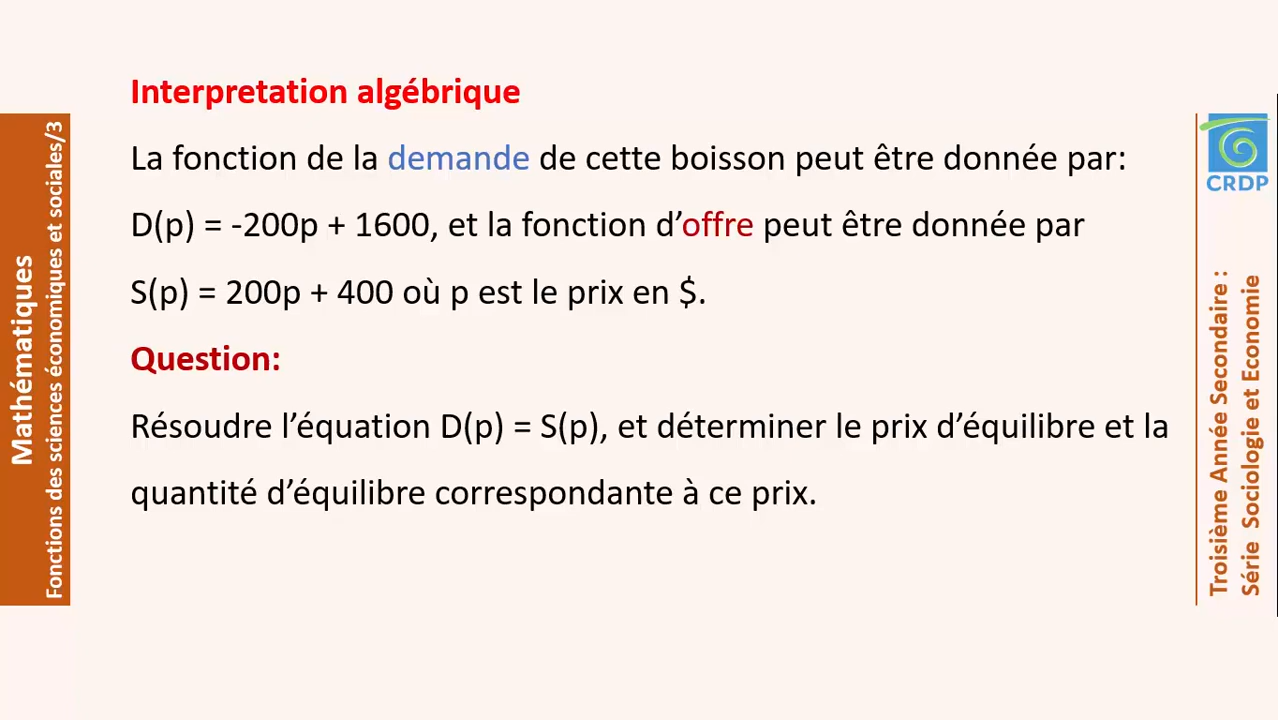 Interpretation algébrique
La fonction de la demande de cette boisson peut être donnée par:
D(p) = -200p + 1600, et la fonction d’offre peut être donnée par
S(p) = 200p + 400 où p est le prix en $.
Question:
Résoudre l’équation D(p) = S(p), et déterminer le prix d’équilibre et la
quantité d’équilibre correspondante à ce prix.
Mathématiques
Fonctions des sciences économiques et sociales/3
CRDP
Troisième Année Secondaire :
Série Sociologie et Economie